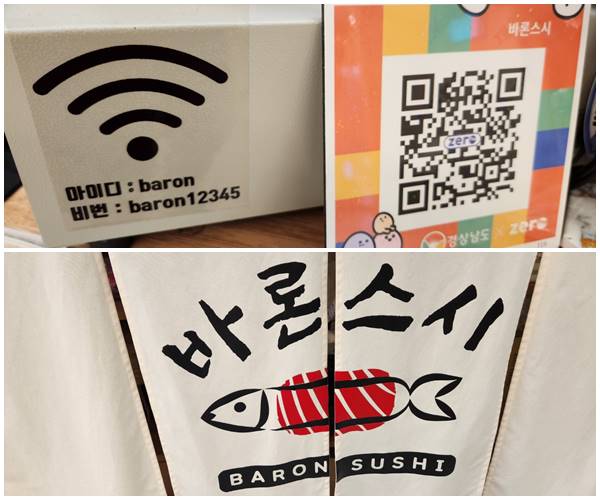 아이디 : baron
비번 : baron12345
바론스시
zero
경상남도 × zero
바론스시
BARON SUSHI